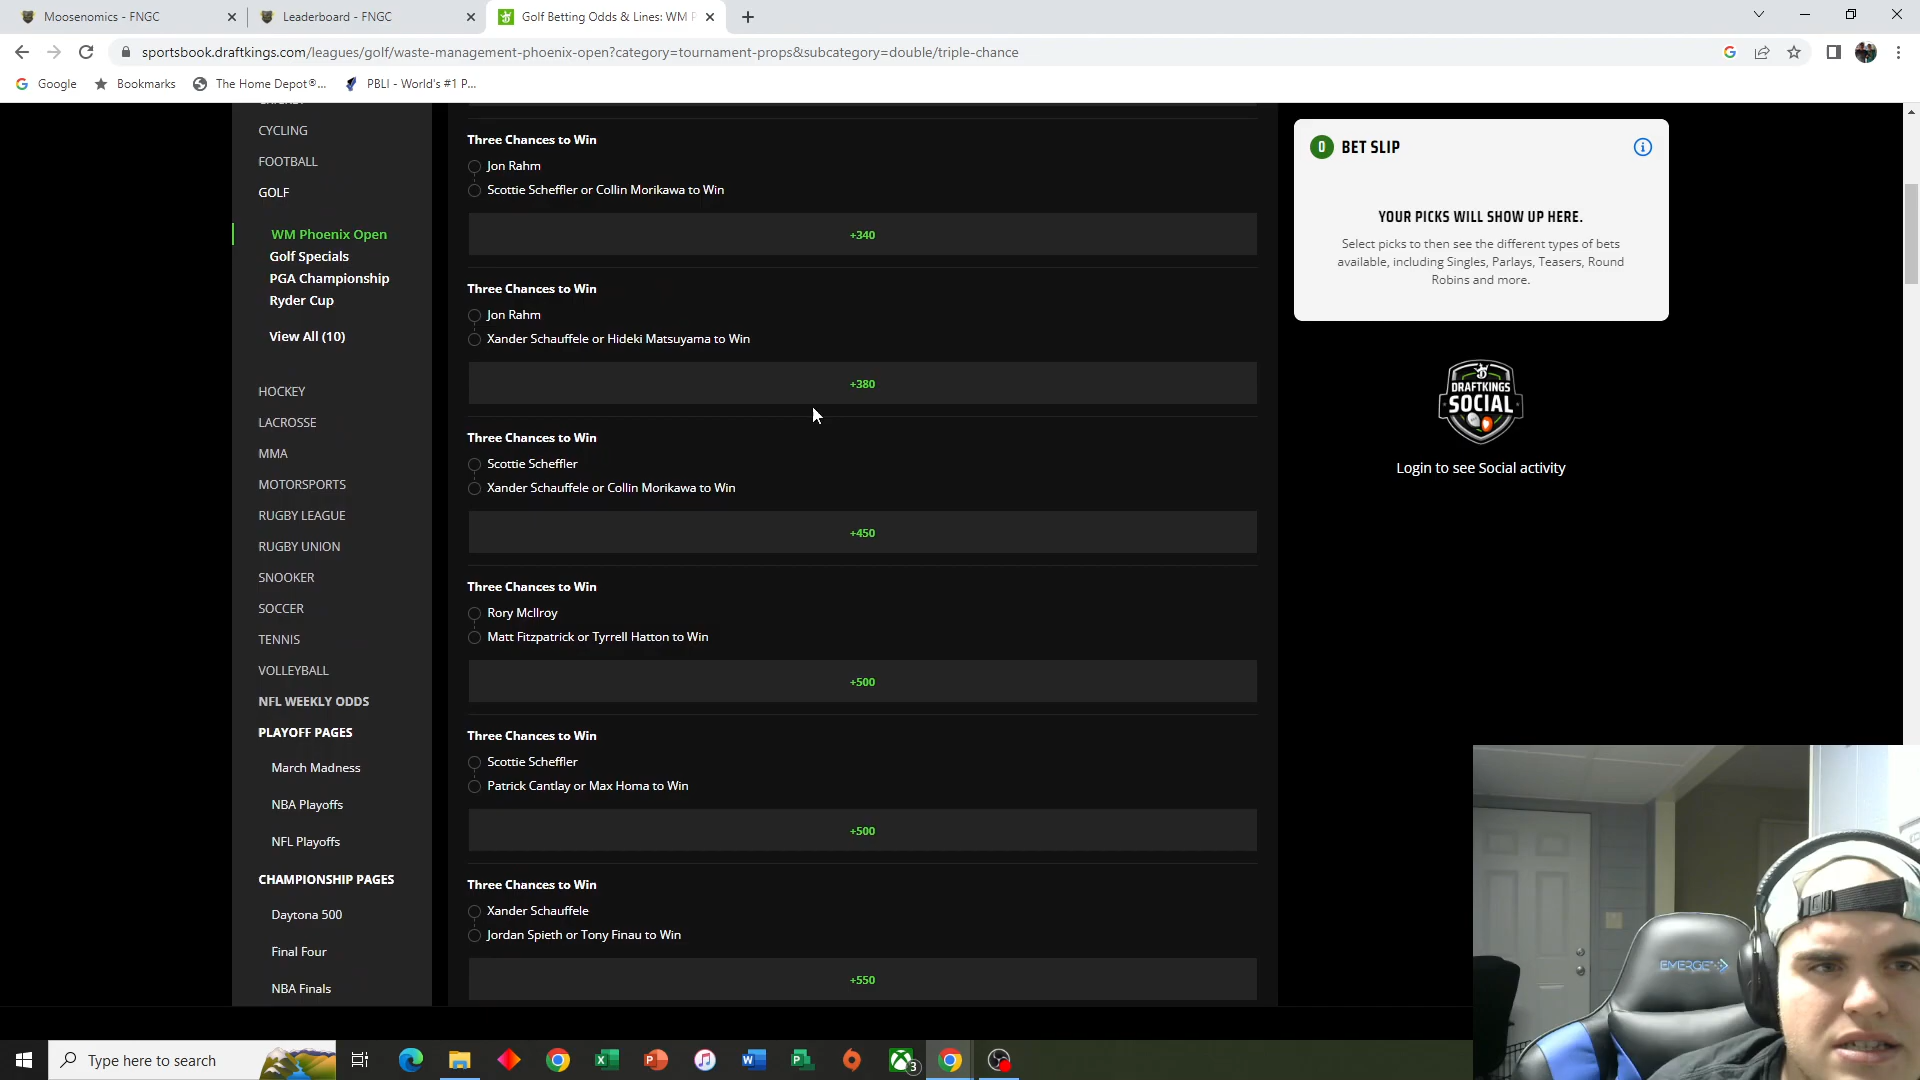 Moosenomics - FNGC
Leaderboard - FNGC
Golf Betting Odds & Lines: WM P
sportsbook.draftkings.com/leagues/golf/waste-management-phoenix-open?category=tournament-props&subcategory=double/triple-chance
Google
Bookmarks
The Home Depot®...
PBLI - World's #1 P...
CYCLING
FOOTBALL
GOLF
WM Phoenix Open
Golf Specials
PGA Championship
Ryder Cup
View All (10)
HOCKEY
LACROSSE
MMA
MOTORSPORTS
RUGBY LEAGUE
RUGBY UNION
SNOOKER
SOCCER
TENNIS
VOLLEYBALL
NFL WEEKLY ODDS
PLAYOFF PAGES
March Madness
NBA Playoffs
NFL Playoffs
CHAMPIONSHIP PAGES
Daytona 500
Final Four
NBA Finals
Three Chances to Win
Jon Rahm
Scottie Scheffler or Collin Morikawa to Win
+340
Three Chances to Win
Jon Rahm
Xander Schauffele or Hideki Matsuyama to Win
+380
Three Chances to Win
Scottie Scheffler
Xander Schauffele or Collin Morikawa to Win
+450
Three Chances to Win
Rory McIlroy
Matt Fitzpatrick or Tyrrell Hatton to Win
+500
Three Chances to Win
Scottie Scheffler
Patrick Cantlay or Max Homa to Win
+500
Three Chances to Win
Xander Schauffele
Jordan Spieth or Tony Finau to Win
+550
0 BET SLIP
YOUR PICKS WILL SHOW UP HERE.
Select picks to then see the different types of bets
available, including Singles, Parlays, Teasers, Round
Robins and more.
DRAFTKINGS
SOCIAL
Login to see Social activity
EMERGE
Type here to search
3